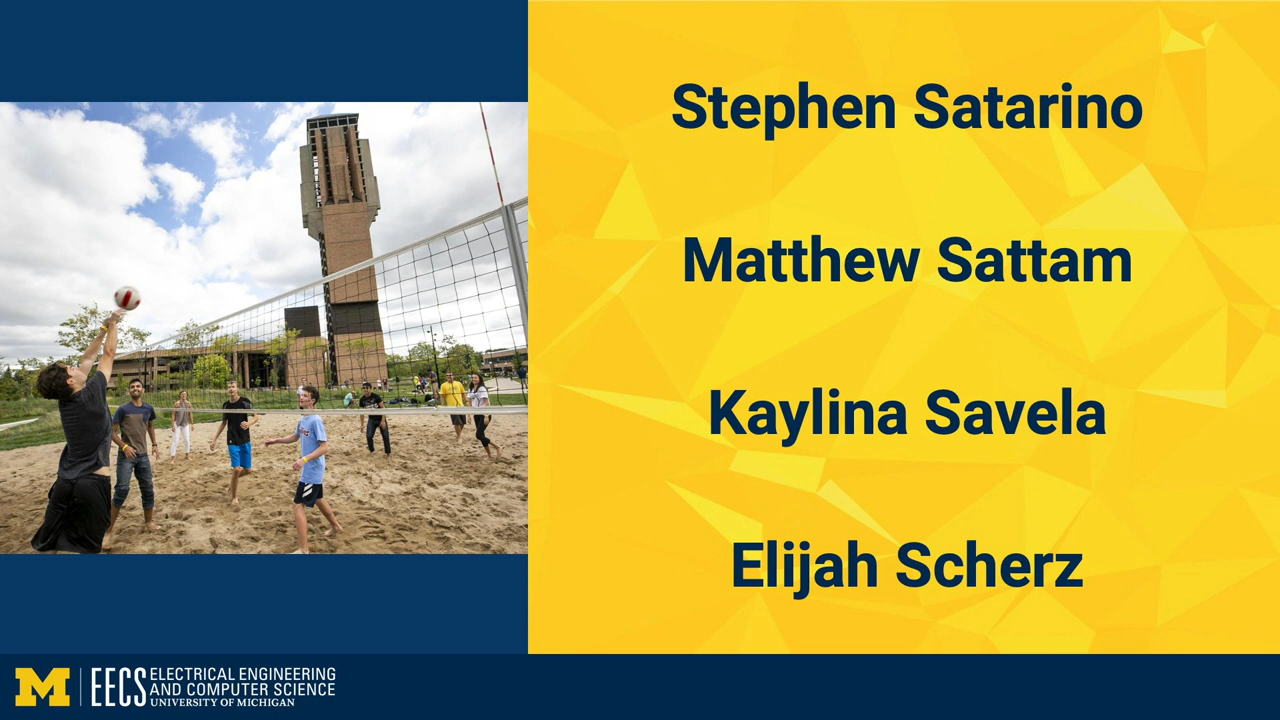 Stephen Satarino
Matthew Sattam
Kaylina Savela
Elijah Scherz
M EECS ELECTRICAL ENGINEERING
AND COMPUTER SCIENCE
UNIVERSITY OF MICHIGAN